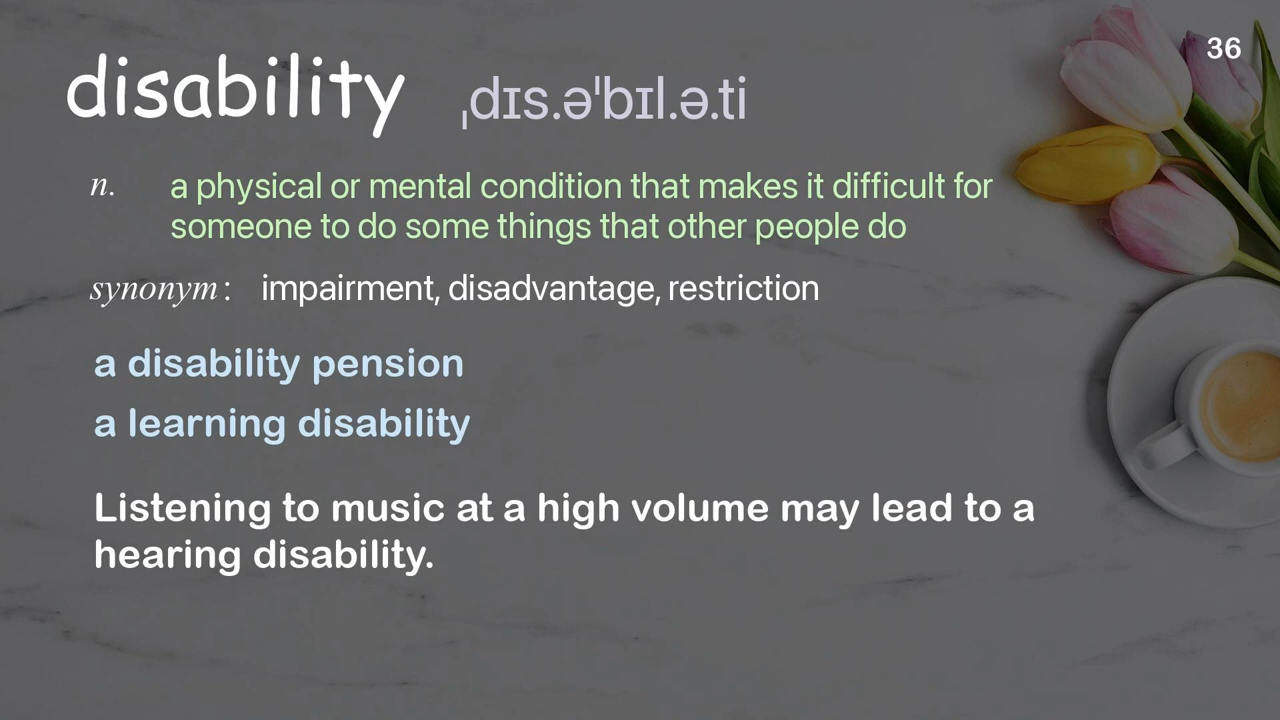 36
disability ˌdɪs.əˈbɪl.ə.ti
n. a physical or mental condition that makes it difficult for
someone to do some things that other people do
synonym: impairment, disadvantage, restriction
a disability pension
a learning disability
Listening to music at a high volume may lead to a
hearing disability.